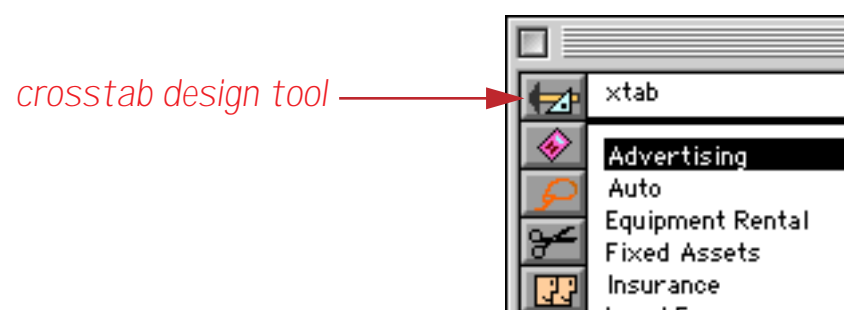 crosstab design tool
xtab
Advertising
Auto
Equipment Rental
Fixed Assets
Insurance